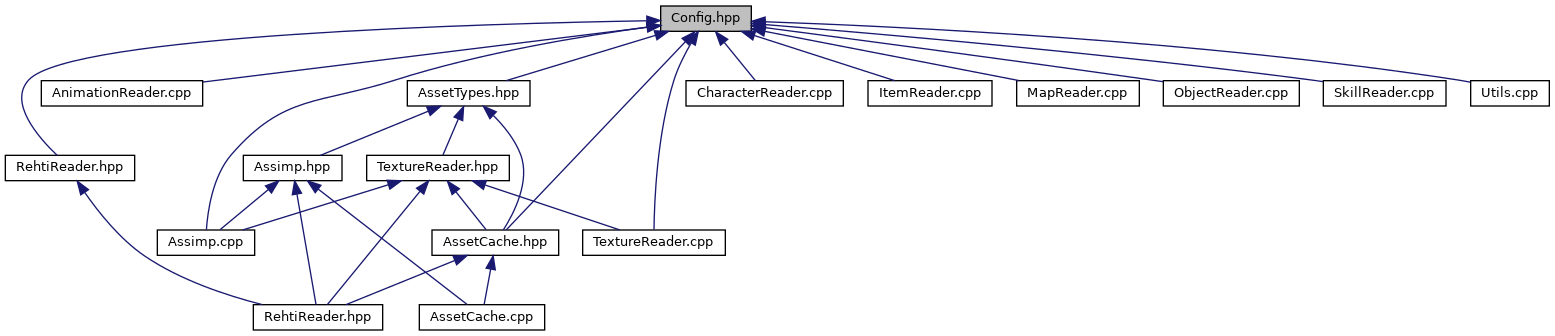 Config.hpp
AnimationReader.cpp
AssetTypes.hpp
CharacterReader.cpp
ItemReader.cpp
MapReader.cpp
ObjectReader.cpp
SkillReader.cpp
Utils.cpp
RehtiReader.hpp
Assimp.hpp
TextureReader.hpp
Assimp.cpp
AssetCache.hpp
TextureReader.cpp
RehtiReader.hpp
AssetCache.cpp